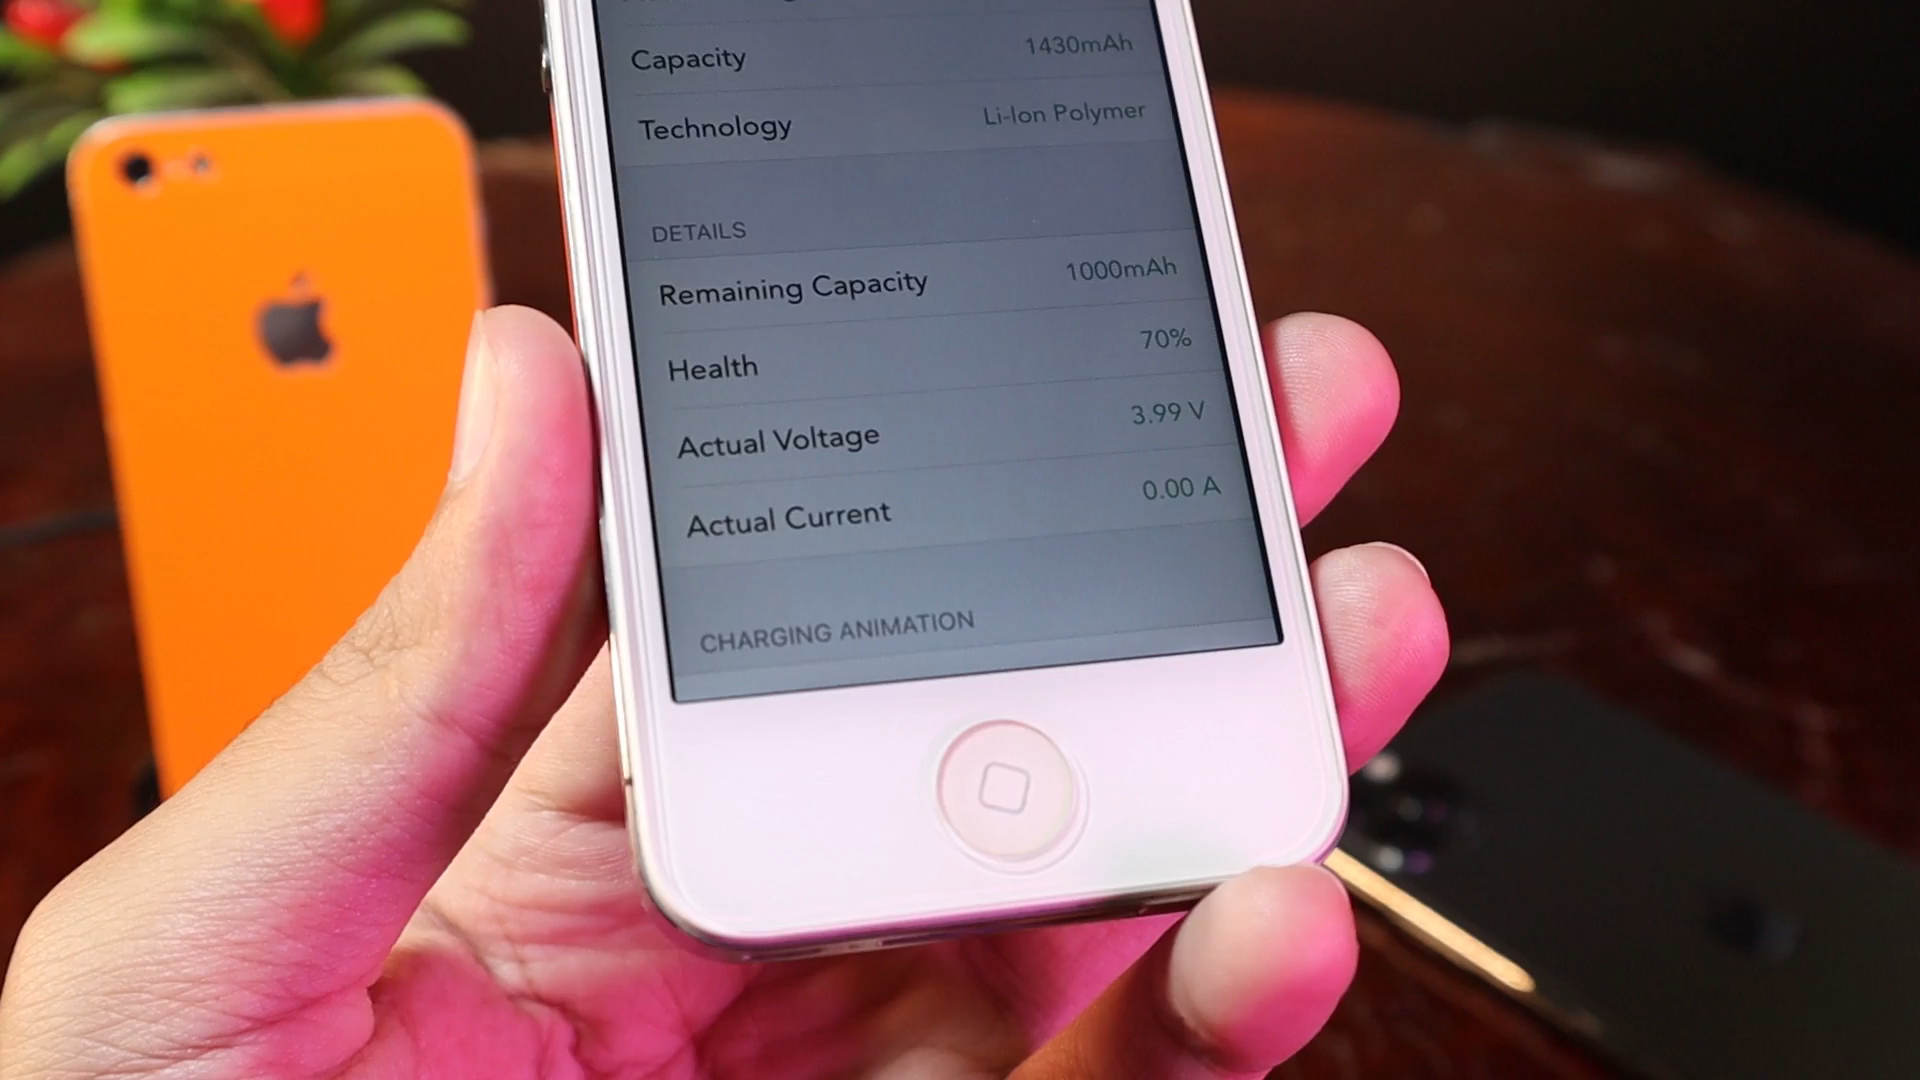 Capacity 1430mAh
Technology Li-Ion Polymer
DETAILS
Remaining Capacity 1000mAh
Health 70%
Actual Voltage 3.99 V
Actual Current 0.00 A
CHARGING ANIMATION